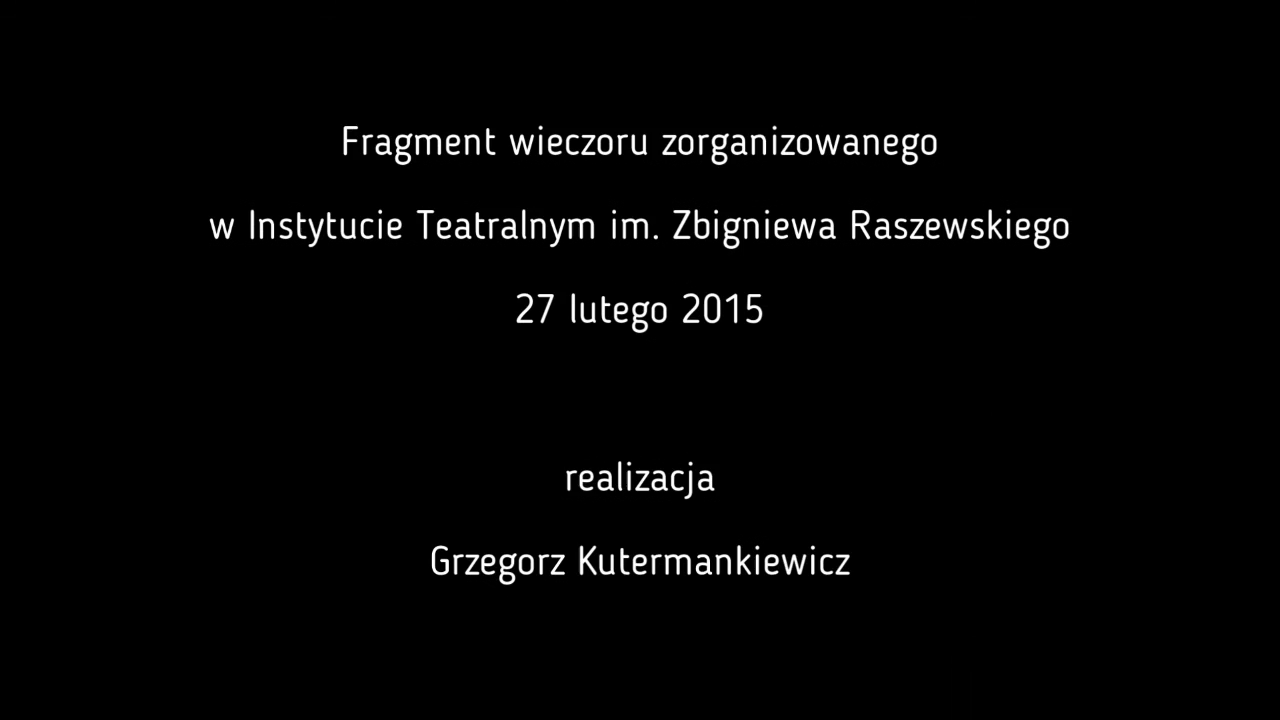 Fragment wieczoru zorganizowanego
w Instytucie Teatralnym im. Zbigniewa Raszewskiego
27 lutego 2015
realizacja
Grzegorz Kutermankiewicz